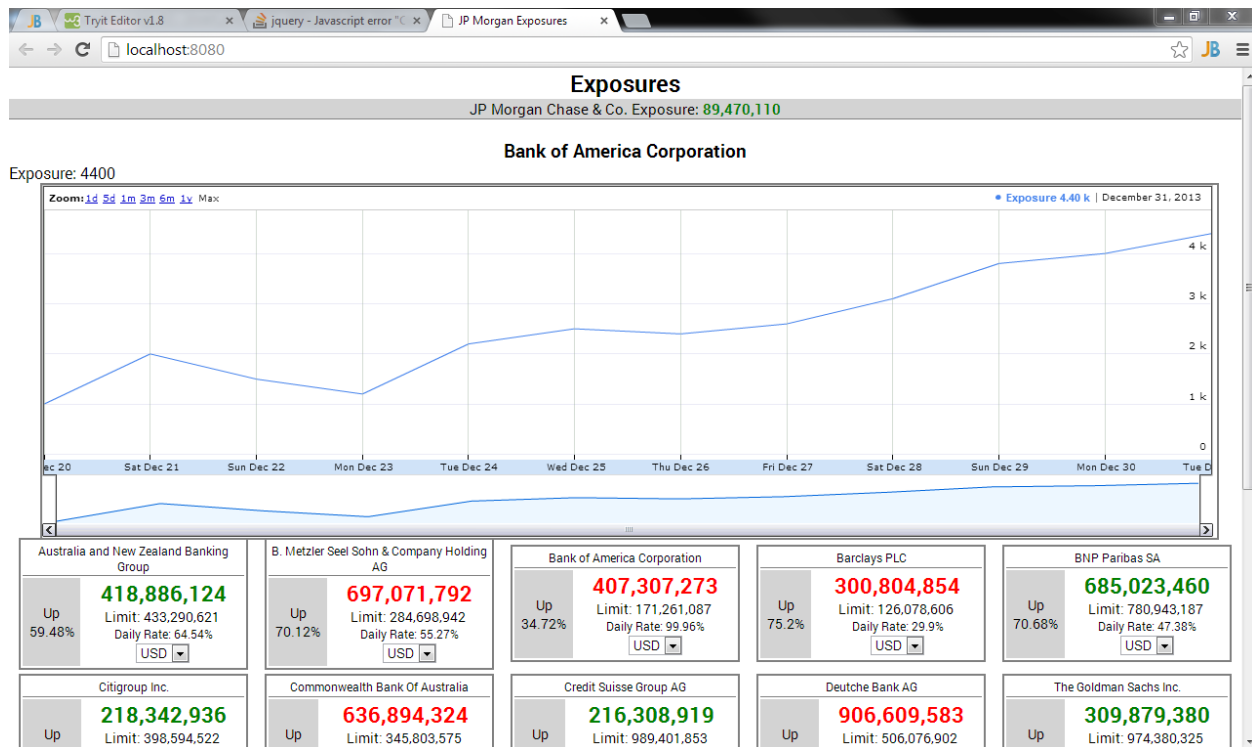 JB
Tryit Editor v1.8
jquery - Javascript error "C
JP Morgan Exposures
localhost:8080
JB
Exposures
JP Morgan Chase & Co. Exposure: 89,470,110
Bank of America Corporation
Exposure: 4400
Zoom: 1d 5d 1m 3m 6m 1y Max
Exposure 4.40 k | December 31, 2013
4 k
3 k
2 k
1 k
0
ec 20 Sat Dec 21 Sun Dec 22 Mon Dec 23 Tue Dec 24 Wed Dec 25 Thu Dec 26 Fri Dec 27 Sat Dec 28 Sun Dec 29 Mon Dec 30 Tue D
Australia and New Zealand Banking
Group
Up
59.48%
418,886,124
Limit: 433,290,621
Daily Rate: 64.54%
USD
B. Metzler Seel Sohn & Company Holding
AG
Up
70.12%
697,071,792
Limit: 284,698,942
Daily Rate: 55.27%
USD
Bank of America Corporation
Up
34.72%
407,307,273
Limit: 171,261,087
Daily Rate: 99.96%
USD
Barclays PLC
Up
75.2%
300,804,854
Limit: 126,078,606
Daily Rate: 29.9%
USD
BNP Paribas SA
Up
70.68%
685,023,460
Limit: 780,943,187
Daily Rate: 47.38%
USD
Citigroup Inc.
Up
218,342,936
Limit: 398,594,522
Commonwealth Bank Of Australia
Up
636,894,324
Limit: 345,803,575
Credit Suisse Group AG
Up
216,308,919
Limit: 989,401,853
Deutche Bank AG
Up
906,609,583
Limit: 506,076,902
The Goldman Sachs Inc.
Up
309,879,380
Limit: 974,380,325